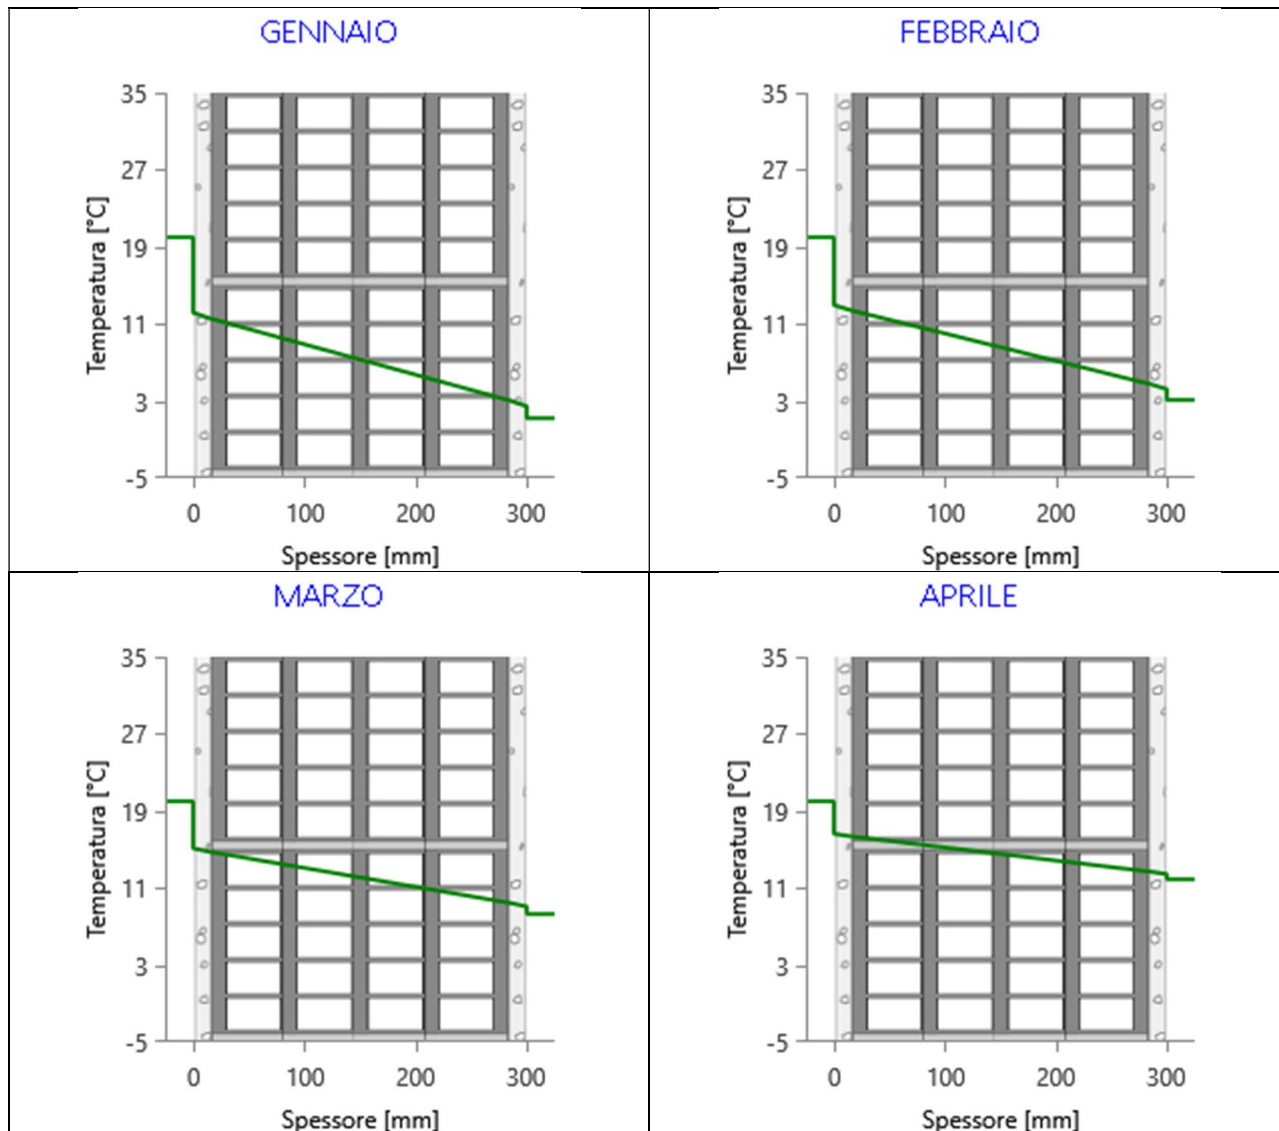 GENNAIO
35
27
19
11
3
-5
Temperatura [°C]
0 100 200 300
Spessore [mm]
FEBBRAIO
35
27
19
11
3
-5
Temperatura [°C]
0 100 200 300
Spessore [mm]
MARZO
35
27
19
11
3
-5
Temperatura [°C]
0 100 200 300
Spessore [mm]
APRILE
35
27
19
11
3
-5
Temperatura [°C]
0 100 200 300
Spessore [mm]